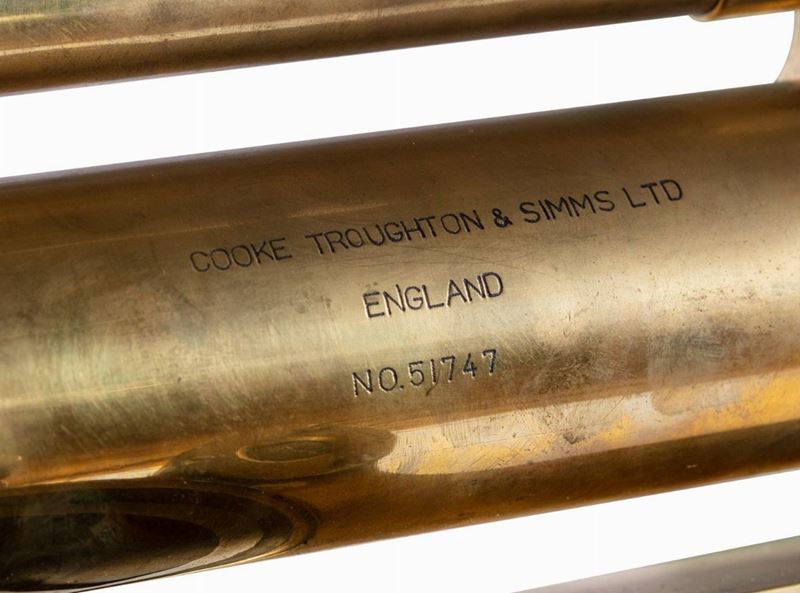 COOKE TROUGHTON & SIMMS LTD
ENGLAND
NO.51747